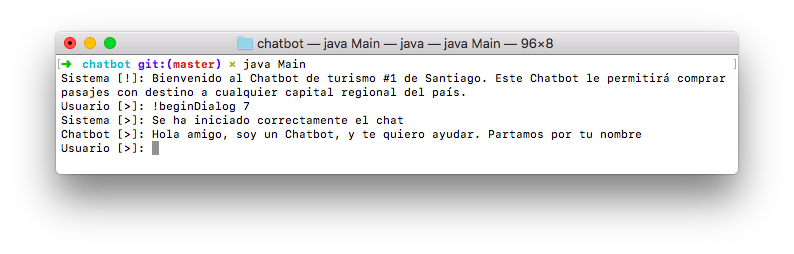 chatbot — java Main — java — java Main — 96×8
[➜ chatbot git:(master) × java Main ]
Sistema [!]: Bienvenido al Chatbot de turismo #1 de Santiago. Este Chatbot le permitirá comprar
pasajes con destino a cualquier capital regional del país.
Usuario [>]: !beginDialog 7
Sistema [>]: Se ha iniciado correctamente el chat
Chatbot [>]: Hola amigo, soy un Chatbot, y te quiero ayudar. Partamos por tu nombre
Usuario [>]: